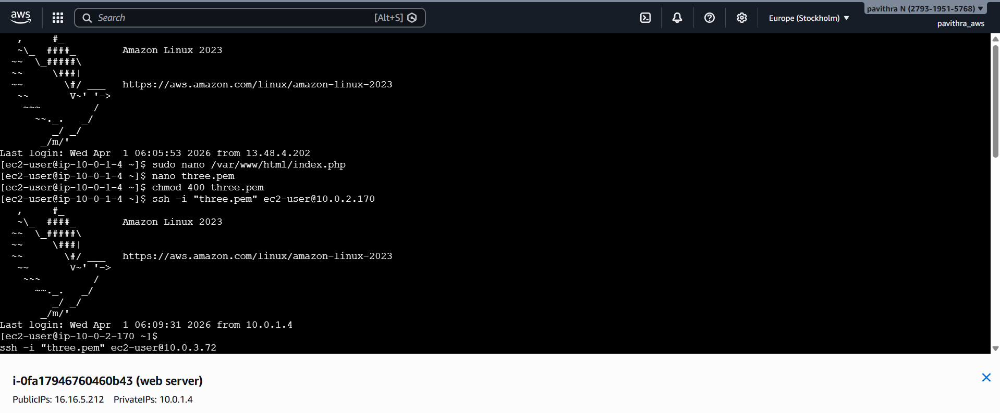 aws
Search [Alt+S]
Europe (Stockholm) ▼
pavithra N (2793-1951-5768) ▼
pavithra_aws
   ,     #_
   ~\_  ####_        Amazon Linux 2023
  ~~  \_#####\
  ~~     \###|
  ~~       \#/ ___   https://aws.amazon.com/linux/amazon-linux-2023
   ~~       V~' '->
    ~~~         /
      ~~._.   _/
         _/ _/
       _/m/'
Last login: Wed Apr  1 06:05:53 2026 from 13.48.4.202
[ec2-user@ip-10-0-1-4 ~]$ sudo nano /var/www/html/index.php
[ec2-user@ip-10-0-1-4 ~]$ nano three.pem
[ec2-user@ip-10-0-1-4 ~]$ chmod 400 three.pem
[ec2-user@ip-10-0-1-4 ~]$ ssh -i "three.pem" ec2-user@10.0.2.170
   ,     #_
   ~\_  ####_        Amazon Linux 2023
  ~~  \_#####\
  ~~     \###|
  ~~       \#/ ___   https://aws.amazon.com/linux/amazon-linux-2023
   ~~       V~' '->
    ~~~         /
      ~~._.   _/
         _/ _/
       _/m/'
Last login: Wed Apr  1 06:09:31 2026 from 10.0.1.4
[ec2-user@ip-10-0-2-170 ~]$
ssh -i "three.pem" ec2-user@10.0.3.72
i-0fa17946760460b43 (web server)
PublicIPs: 16.16.5.212 PrivateIPs: 10.0.1.4